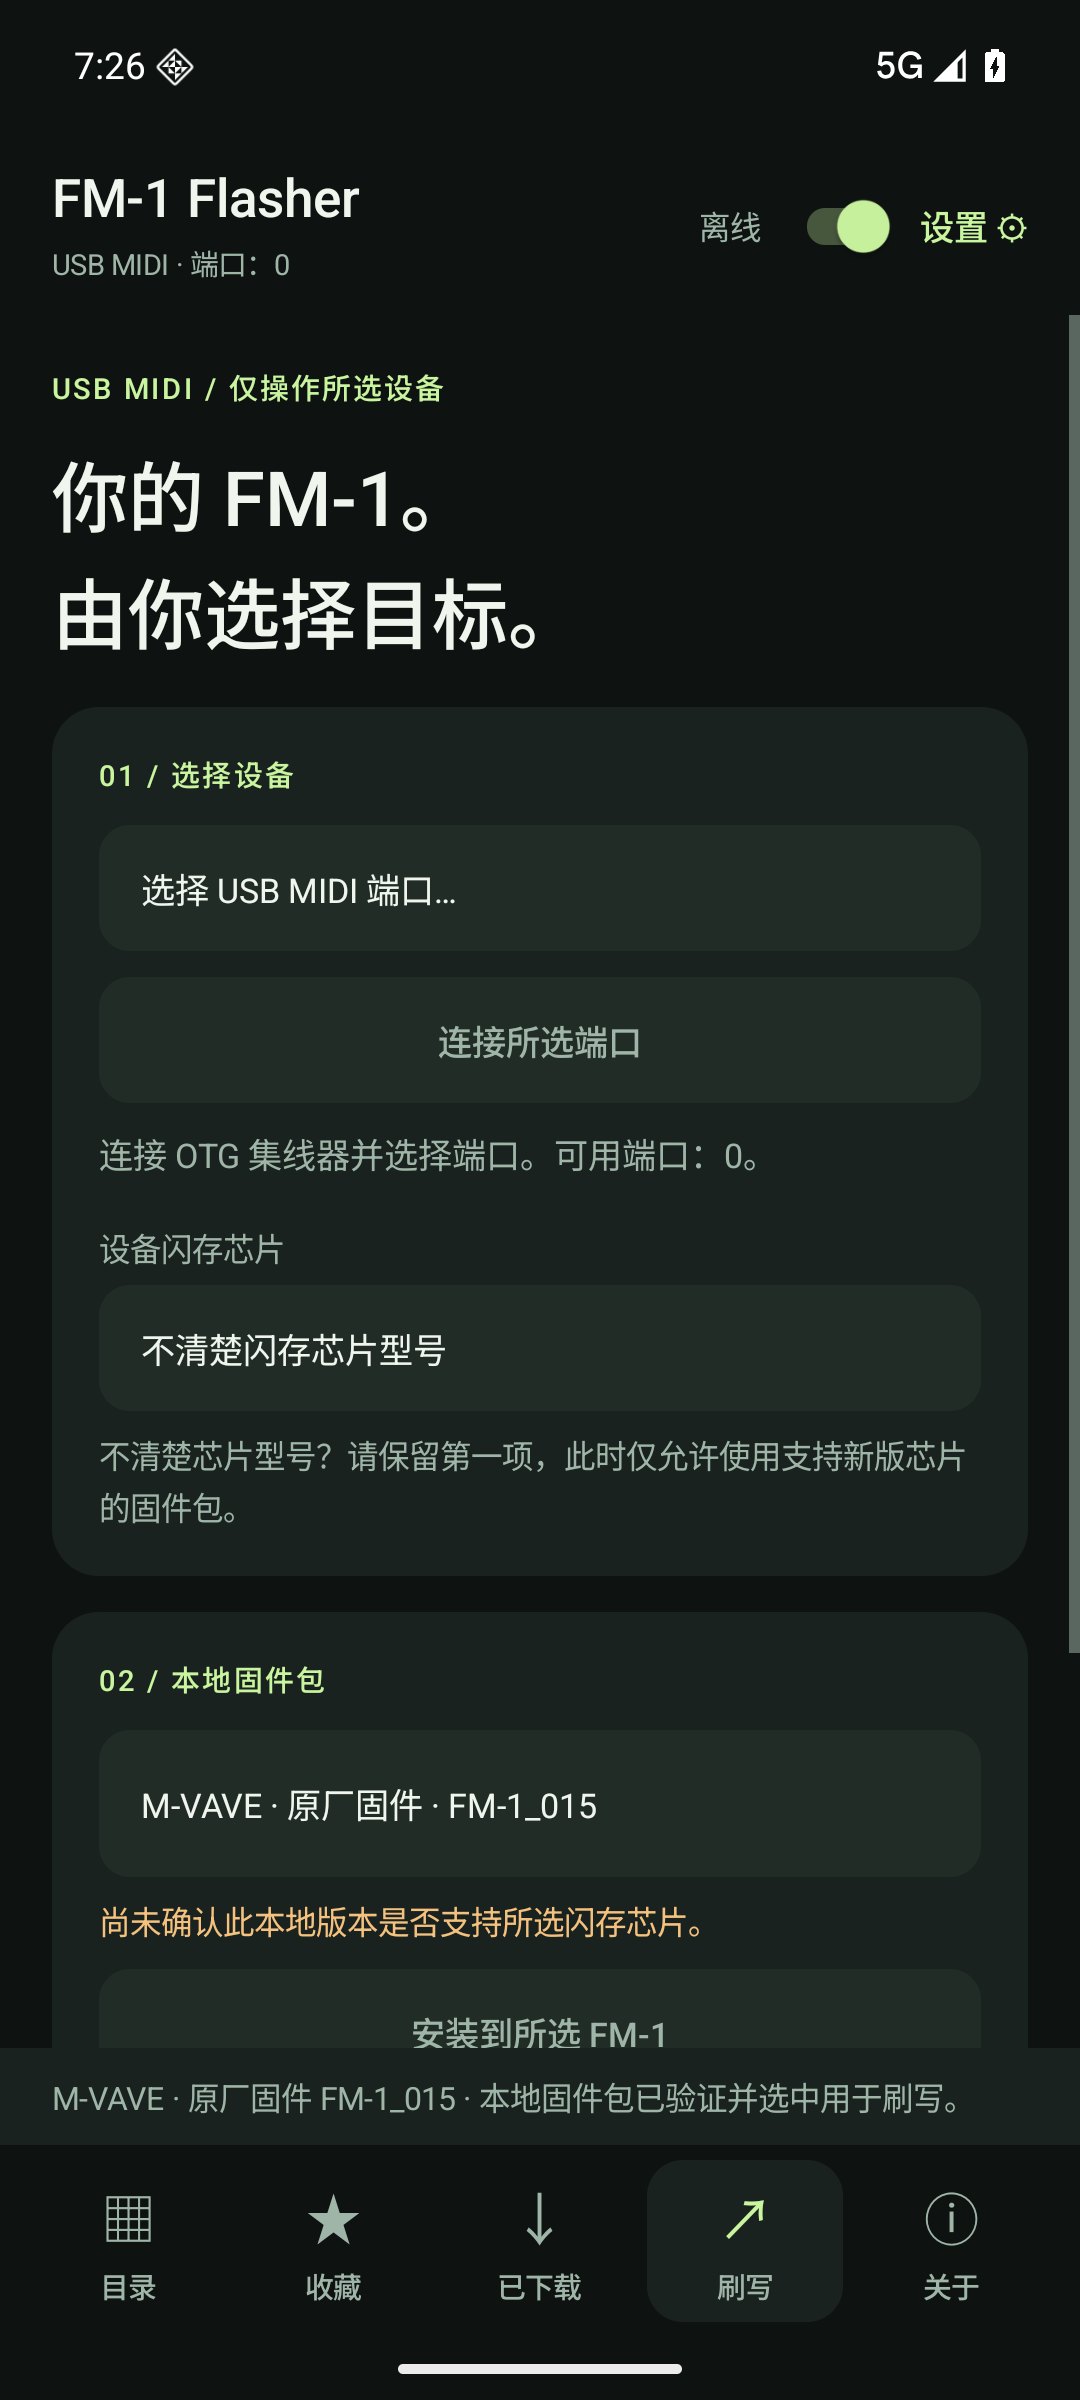 7:26
5G
FM-1 Flasher
USB MIDI · 端口：0
离线
设置
USB MIDI / 仅操作所选设备
你的 FM-1。
由你选择目标。
01 / 选择设备
选择 USB MIDI 端口...
连接所选端口
连接 OTG 集线器并选择端口。可用端口：0。
设备闪存芯片
不清楚闪存芯片型号
不清楚芯片型号？请保留第一项，此时仅允许使用支持新版芯片
的固件包。
02 / 本地固件包
M-VAVE · 原厂固件 · FM-1_015
尚未确认此本地版本是否支持所选闪存芯片。
安装到所选 FM-1
M-VAVE · 原厂固件 FM-1_015 · 本地固件包已验证并选中用于刷写。
目录
收藏
已下载
刷写
关于